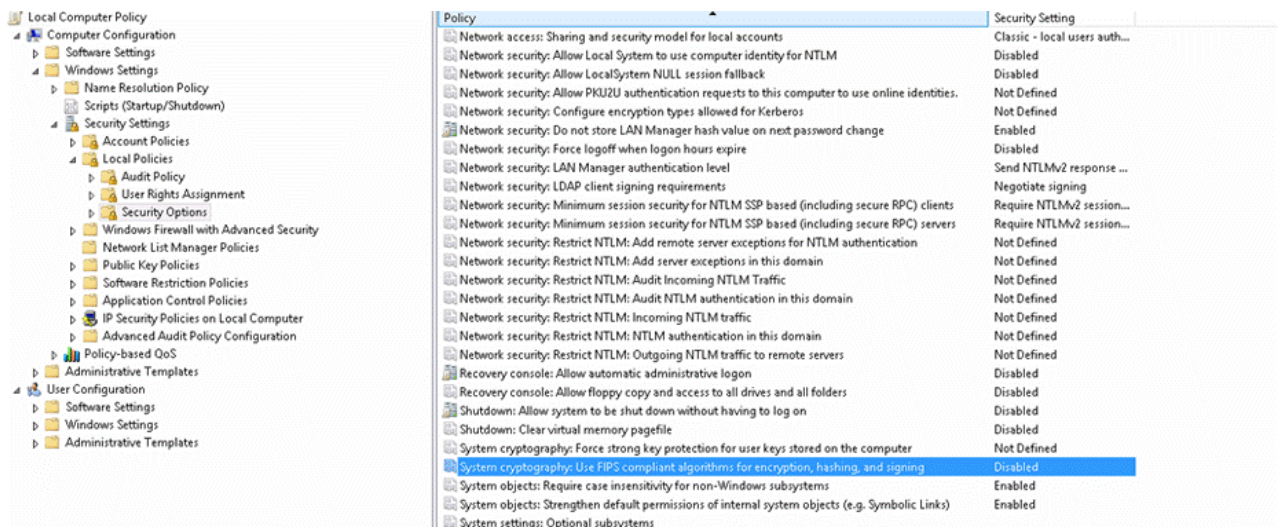 Local Computer Policy
Computer Configuration
Software Settings
Windows Settings
Name Resolution Policy
Scripts (Startup/Shutdown)
Security Settings
Account Policies
Local Policies
Audit Policy
User Rights Assignment
Security Options
Windows Firewall with Advanced Security
Network List Manager Policies
Public Key Policies
Software Restriction Policies
Application Control Policies
IP Security Policies on Local Computer
Advanced Audit Policy Configuration
Policy-based QoS
Administrative Templates
User Configuration
Software Settings
Windows Settings
Administrative Templates
Policy Security Setting
Network access: Sharing and security model for local accounts Classic - local users auth...
Network security: Allow Local System to use computer identity for NTLM Disabled
Network security: Allow LocalSystem NULL session fallback Disabled
Network security: Allow PKU2U authentication requests to this computer to use online identities. Not Defined
Network security: Configure encryption types allowed for Kerberos Not Defined
Network security: Do not store LAN Manager hash value on next password change Enabled
Network security: Force logoff when logon hours expire Disabled
Network security: LAN Manager authentication level Send NTLMv2 response ...
Network security: LDAP client signing requirements Negotiate signing
Network security: Minimum session security for NTLM SSP based (including secure RPC) clients Require NTLMv2 session...
Network security: Minimum session security for NTLM SSP based (including secure RPC) servers Require NTLMv2 session...
Network security: Restrict NTLM: Add remote server exceptions for NTLM authentication Not Defined
Network security: Restrict NTLM: Add server exceptions in this domain Not Defined
Network security: Restrict NTLM: Audit Incoming NTLM Traffic Not Defined
Network security: Restrict NTLM: Audit NTLM authentication in this domain Not Defined
Network security: Restrict NTLM: Incoming NTLM traffic Not Defined
Network security: Restrict NTLM: NTLM authentication in this domain Not Defined
Network security: Restrict NTLM: Outgoing NTLM traffic to remote servers Not Defined
Recovery console: Allow automatic administrative logon Disabled
Recovery console: Allow floppy copy and access to all drives and all folders Disabled
Shutdown: Allow system to be shut down without having to log on Disabled
Shutdown: Clear virtual memory pagefile Disabled
System cryptography: Force strong key protection for user keys stored on the computer Not Defined
System cryptography: Use FIPS compliant algorithms for encryption, hashing, and signing Disabled
System objects: Require case insensitivity for non-Windows subsystems Enabled
System objects: Strengthen default permissions of internal system objects (e.g. Symbolic Links) Enabled
System settings: Optional subsystems